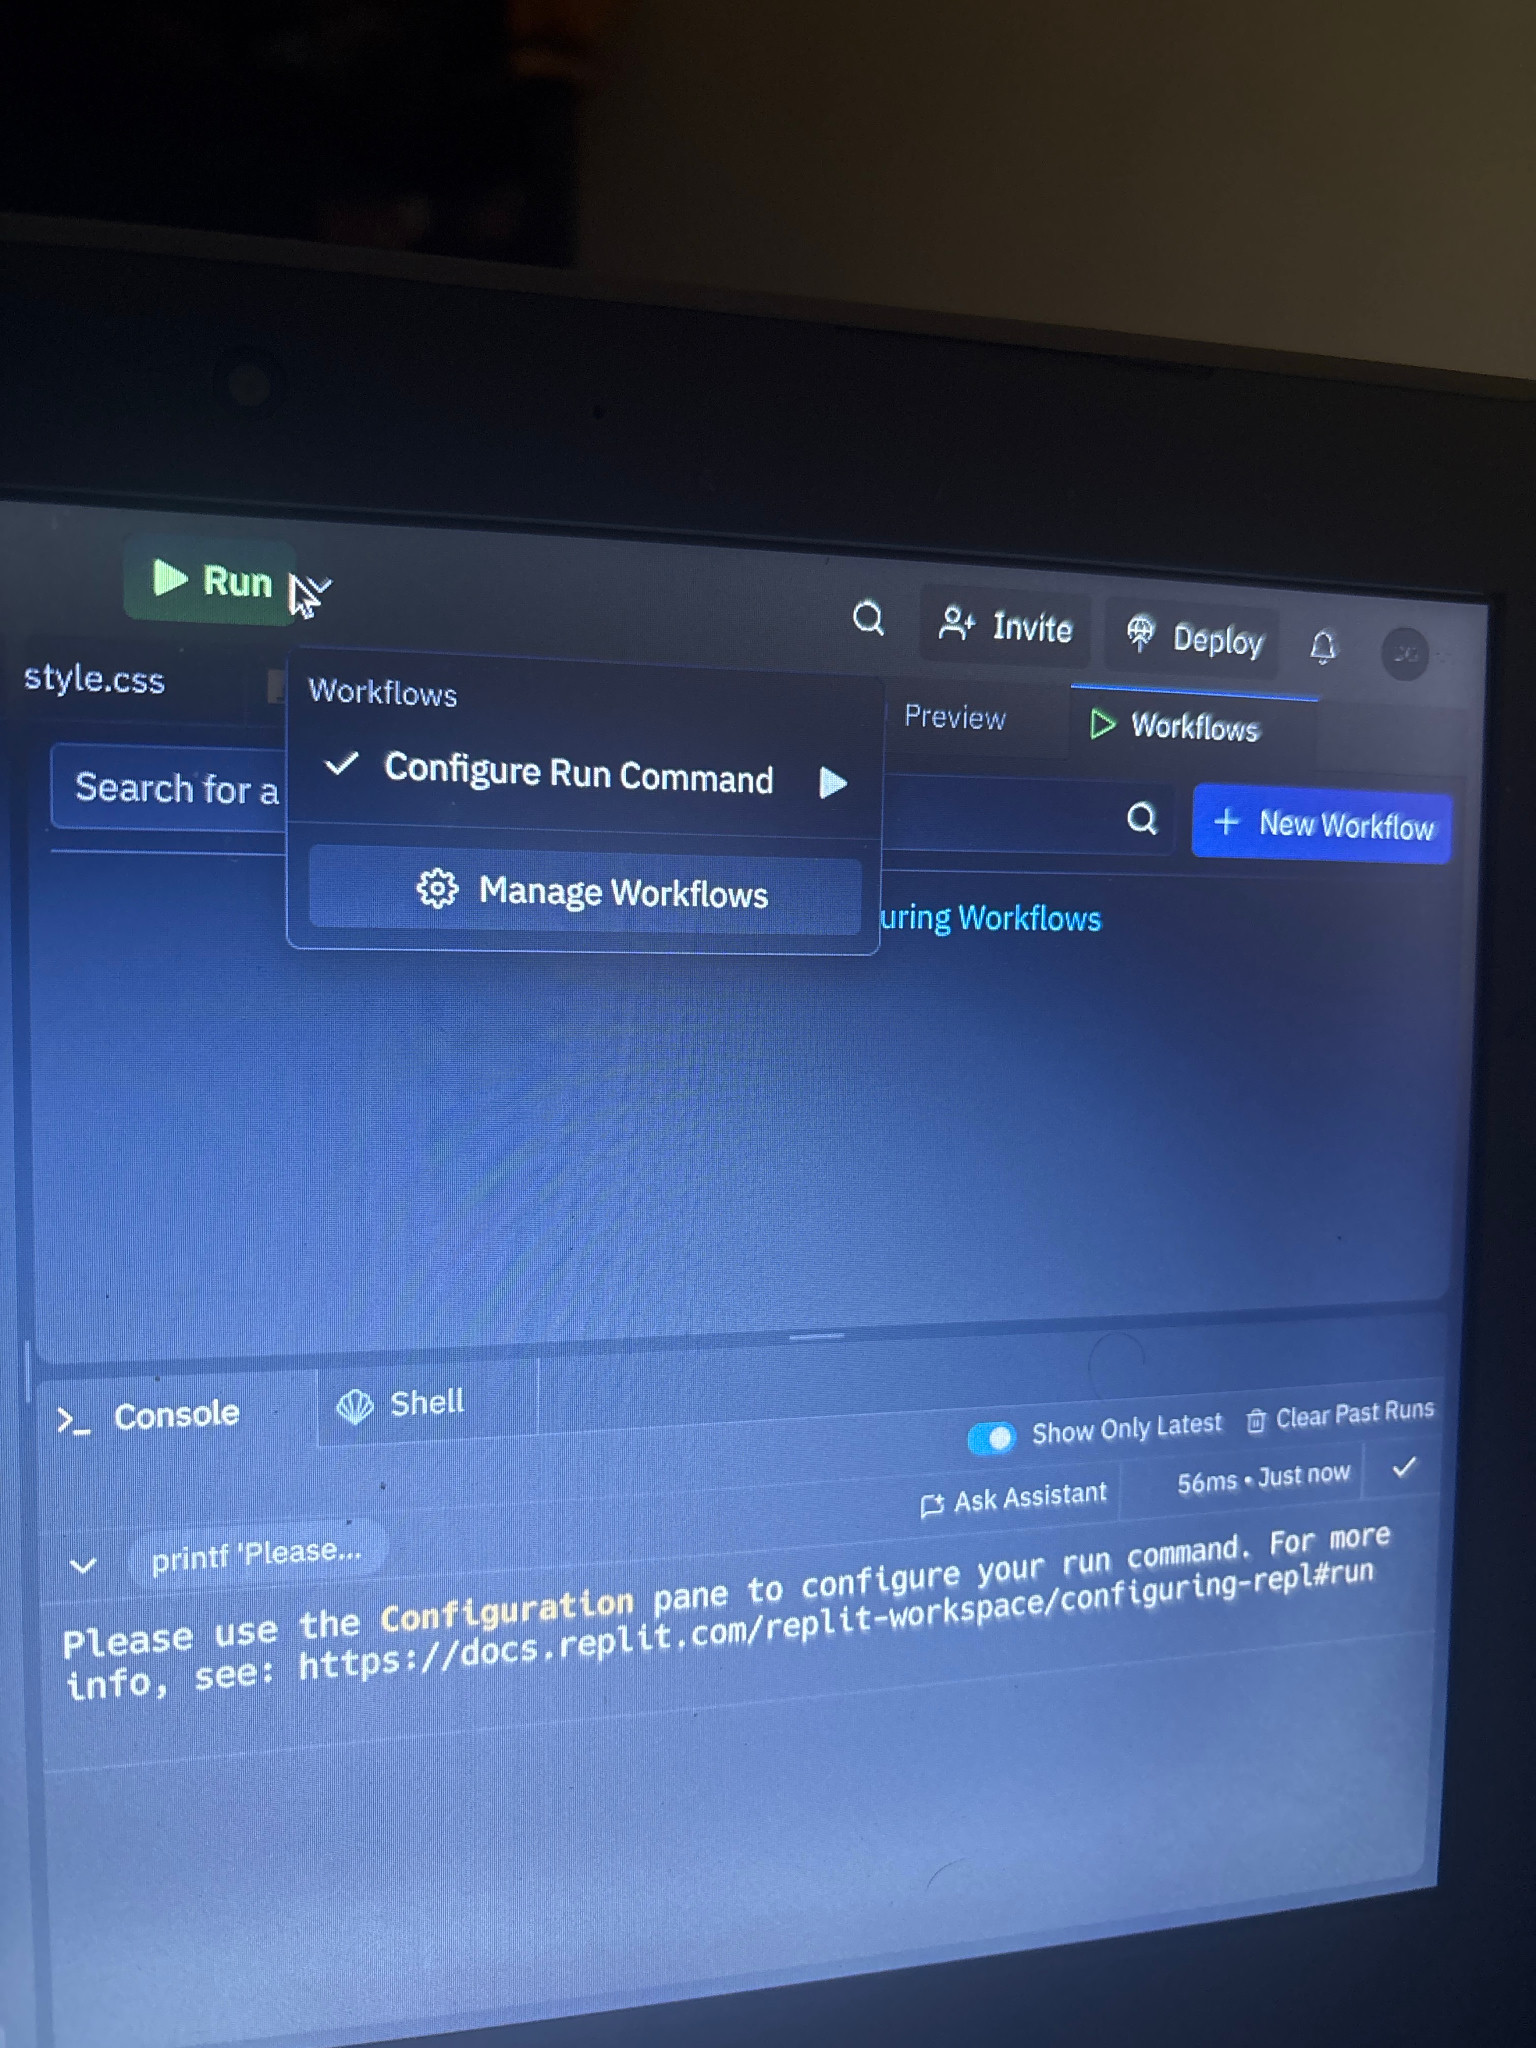 Run
Invite
Deploy
style.css
Workflows
Preview
Workflows
Configure Run Command
Search for a
New Workflow
Manage Workflows
uring Workflows
>_ Console
Shell
Show Only Latest
Clear Past Runs
Ask Assistant
56ms • Just now
printf 'Please...
Please use the Configuration pane to configure your run command. For more
info, see: https://docs.replit.com/replit-workspace/configuring-repl#run